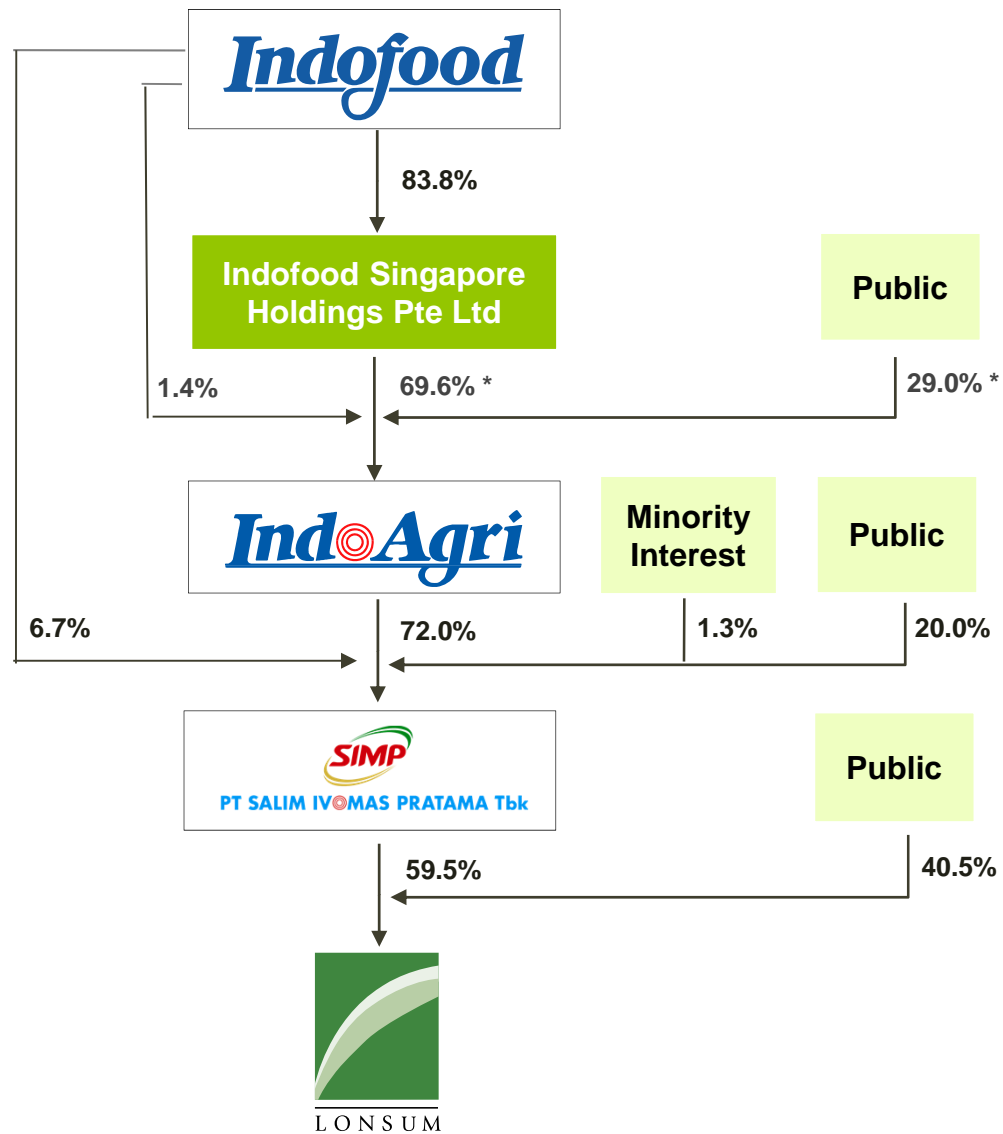 Indofood
83.8%
Indofood Singapore
Holdings Pte Ltd
Public
1.4%
69.6% *
29.0% *
IndoAgri
Minority
Interest
Public
6.7%
72.0%
1.3%
20.0%
SIMP
PT SALIM IVOMAS PRATAMA Tbk
Public
59.5%
40.5%
LONSUM